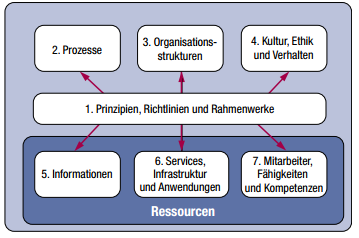 2. Prozesse
3. Organisations-
strukturen
4. Kultur, Ethik
und Verhalten
1. Prinzipien, Richtlinien und Rahmenwerke
5. Informationen
6. Services,
Infrastruktur
und Anwendungen
7. Mitarbeiter,
Fähigkeiten
und Kompetenzen
Ressourcen